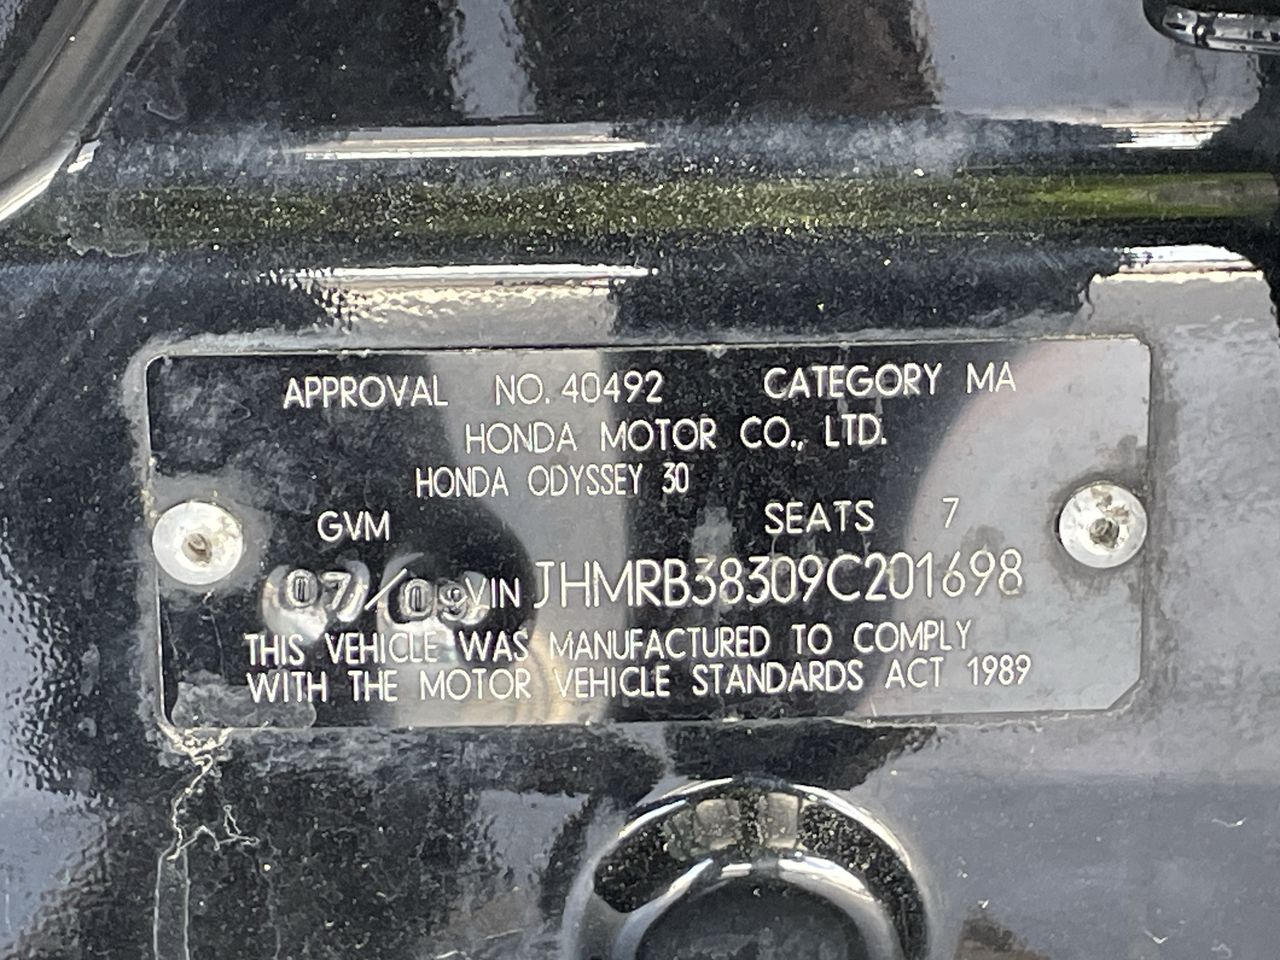 APPROVAL NO. 40492 CATEGORY MA
HONDA MOTOR CO., LTD.
HONDA ODYSSEY 30
GVM SEATS 7
07/09 VIN JHMRB38309C201698
THIS VEHICLE WAS MANUFACTURED TO COMPLY
WITH THE MOTOR VEHICLE STANDARDS ACT 1989